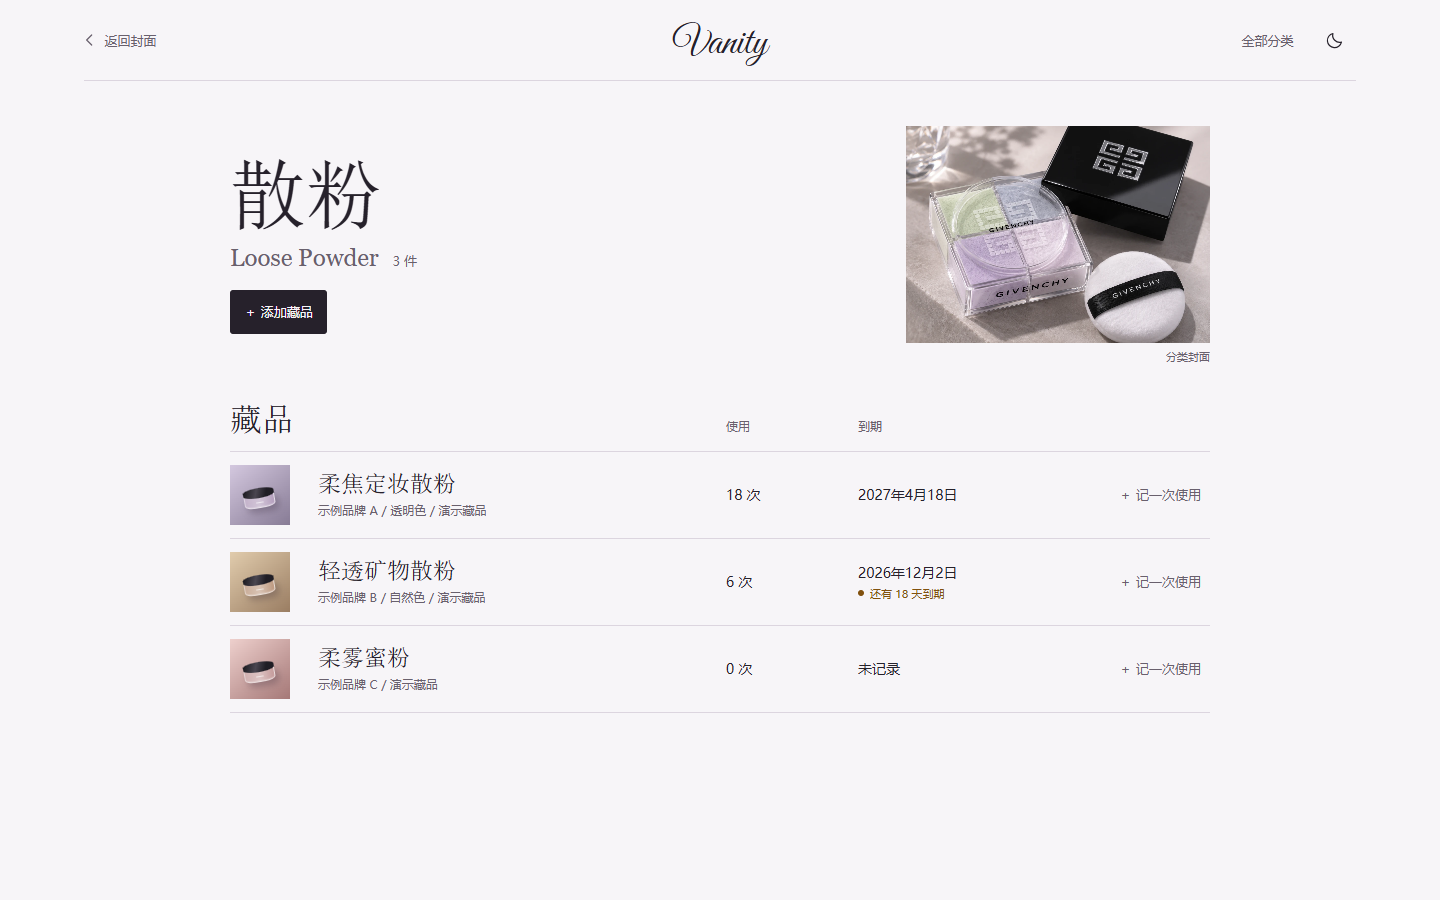 返回封面
Vanity
全部分类
散粉
Loose Powder 3 件
+ 添加藏品
GIVENCHY
GIVENCHY
GIVENCHY
分类封面
藏品 使用 到期
柔焦定妆散粉
示例品牌 A / 透明色 / 演示藏品
18 次
2027年4月18日
+ 记一次使用
轻透矿物散粉
示例品牌 B / 自然色 / 演示藏品
6 次
2026年12月2日
还有 18 天到期
+ 记一次使用
柔雾蜜粉
示例品牌 C / 演示藏品
0 次
未记录
+ 记一次使用